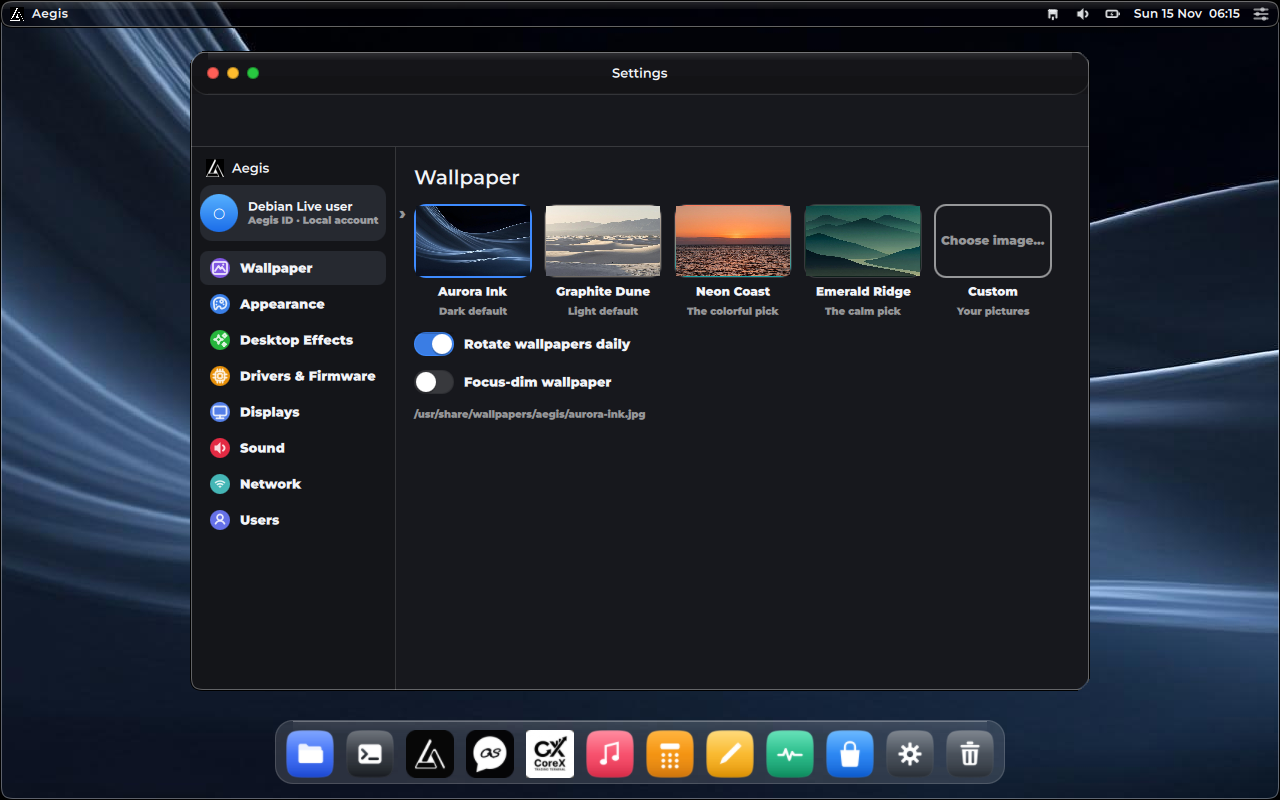 Aegis
Sun 15 Nov 06:15
Settings
Aegis
Debian Live user
Aegis ID • Local account
Wallpaper
Appearance
Desktop Effects
Drivers & Firmware
Displays
Sound
Network
Users
Wallpaper
Choose image...
Aurora Ink
Graphite Dune
Neon Coast
Emerald Ridge
Custom
Dark default
Light default
The colorful pick
The calm pick
Your pictures
Rotate wallpapers daily
Focus-dim wallpaper
/usr/share/wallpapers/aegis/aurora-ink.jpg
as
CX
CoreX